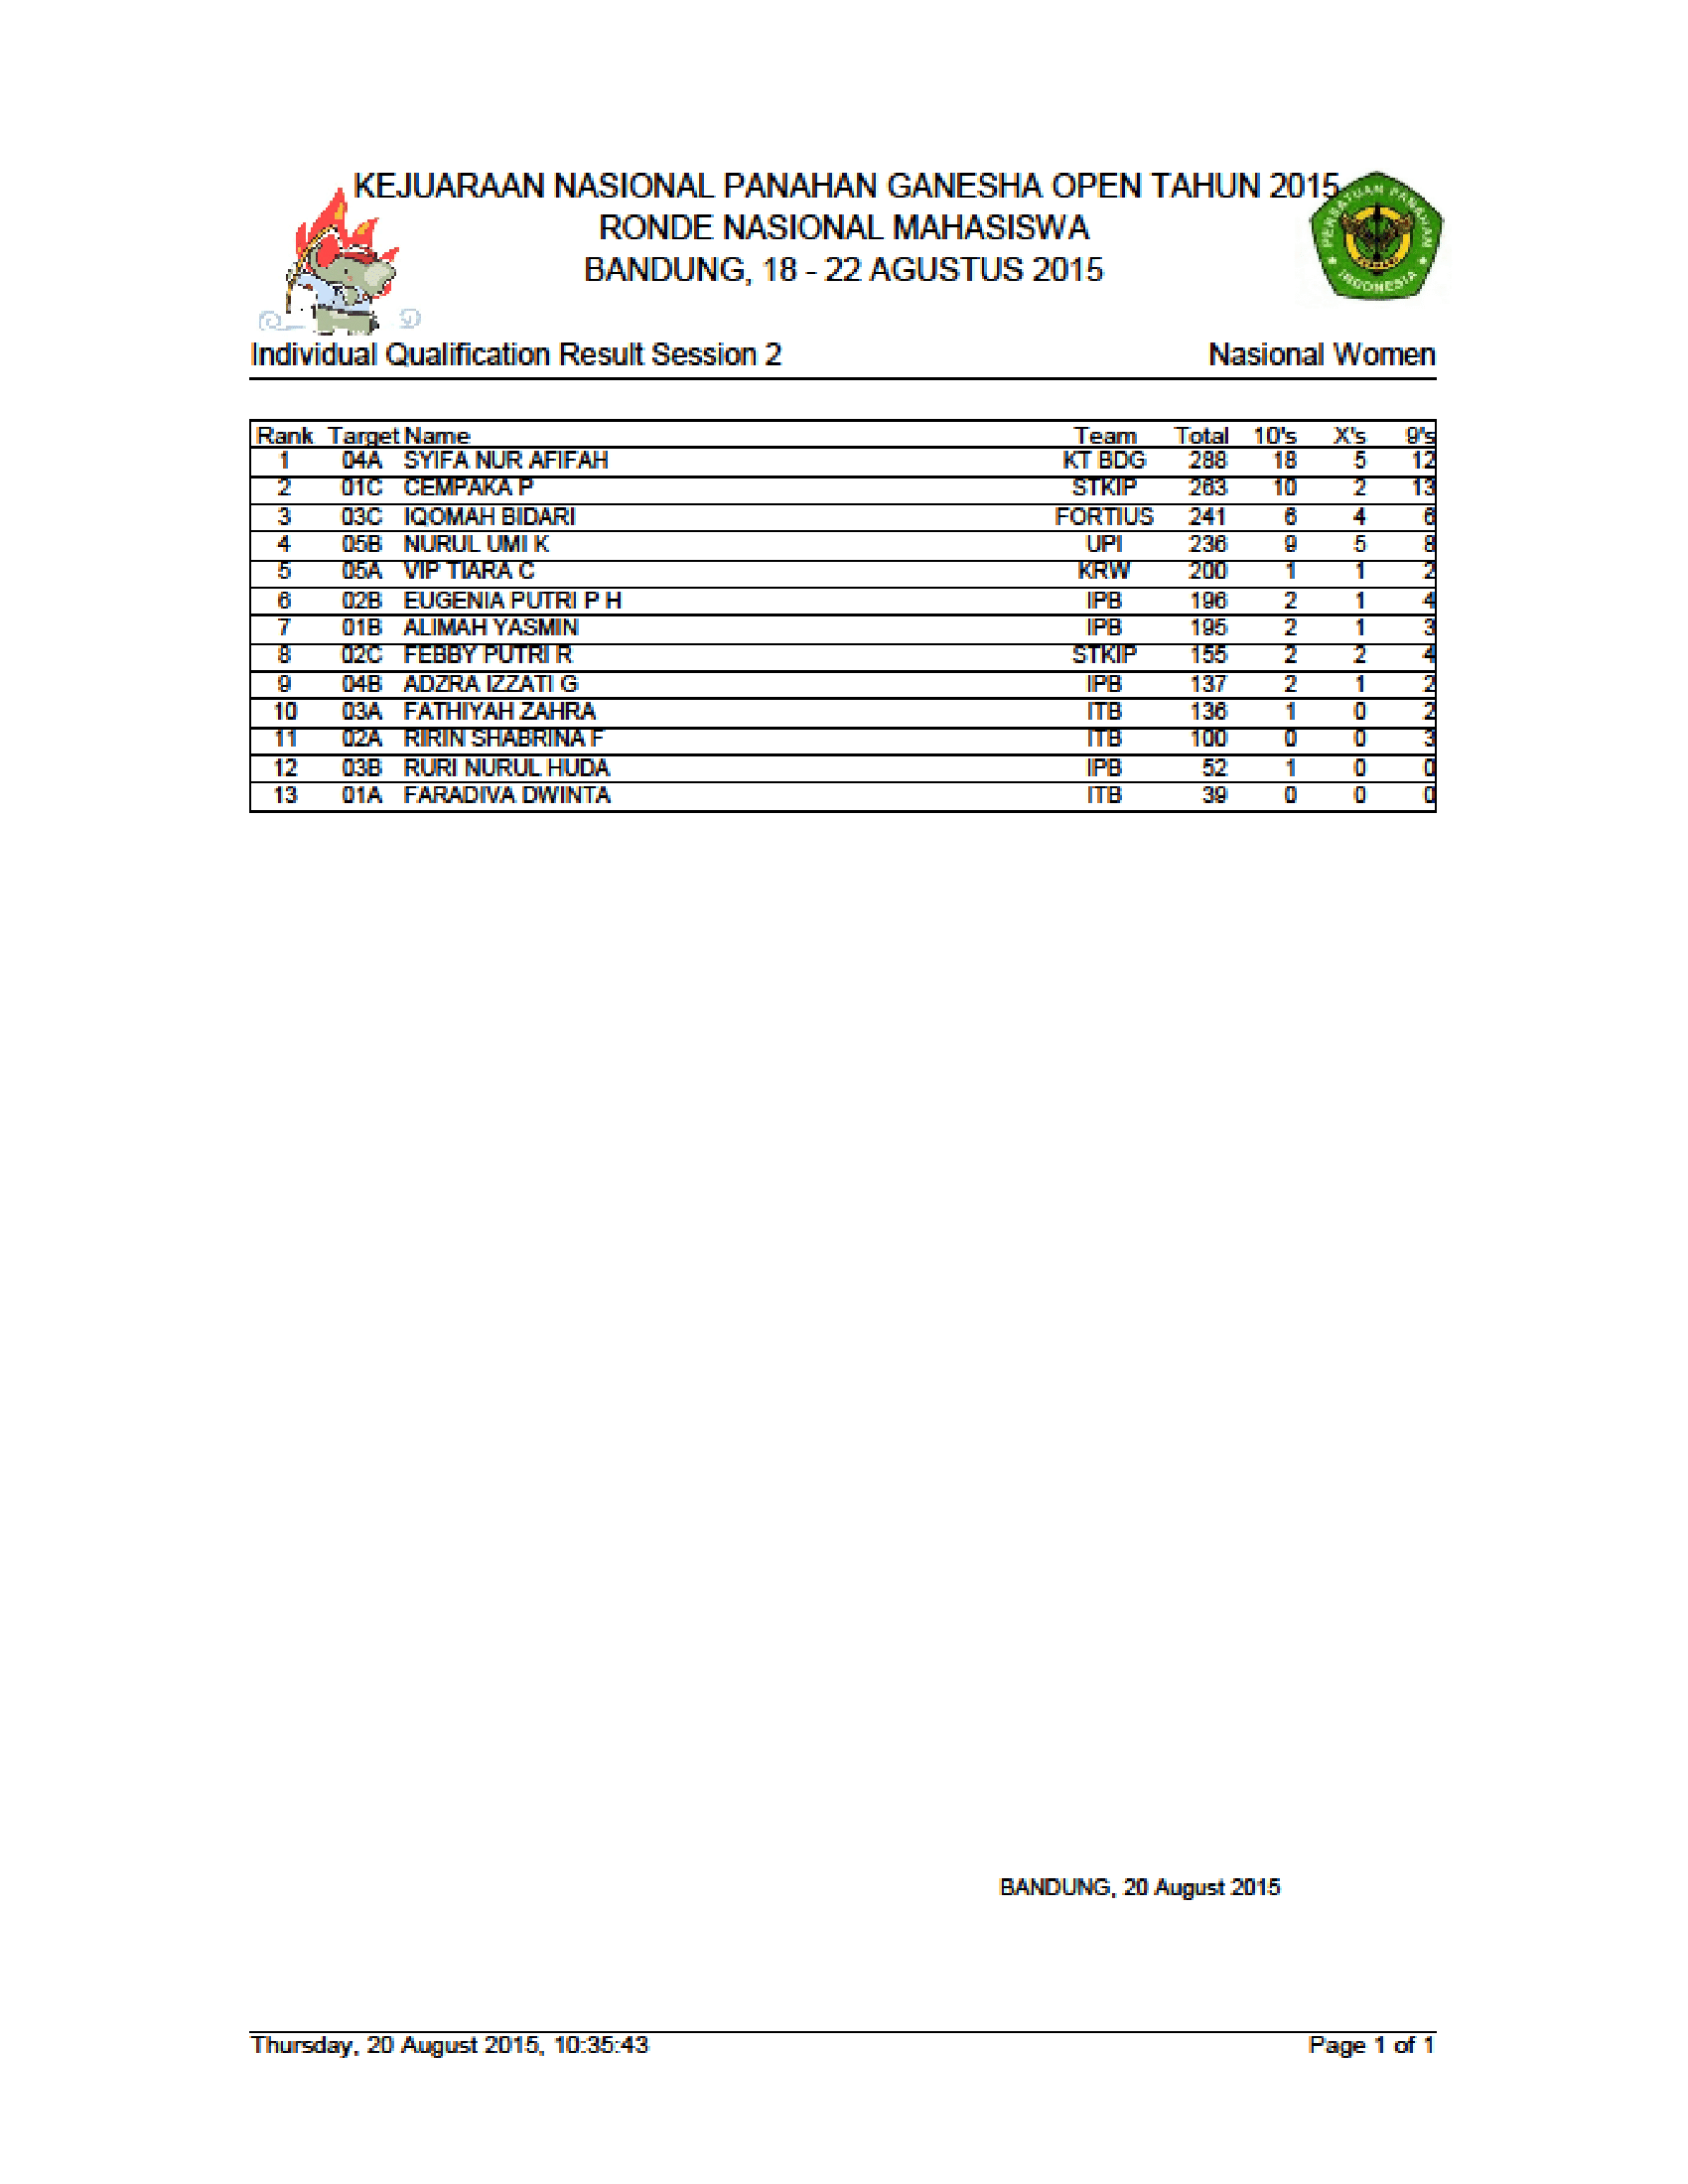 KEJUARAAN NASIONAL PANAHAN GANESHA OPEN TAHUN 2015
RONDE NASIONAL MAHASISWA
BANDUNG, 18 - 22 AGUSTUS 2015
PERSATUAN PANAHAN INDONESIA
Individual Qualification Result Session 2 Nasional Women
Rank Target Name Team Total 10's X's 9's
1 04A SYIFA NUR AFIFAH KT BDG 288 18 5 12
2 01C CEMPAKA P STKIP 263 10 2 13
3 03C IQOMAH BIDARI FORTIUS 241 6 4 6
4 05B NURUL UMI K UPI 236 9 5 8
5 05A VIP TIARA C KRW 200 1 1 2
6 02B EUGENIA PUTRI P H IPB 196 2 1 4
7 01B ALIMAH YASMIN IPB 195 2 1 3
8 02C FEBBY PUTRI R STKIP 155 2 2 4
9 04B ADZRA IZZATI G IPB 137 2 1 2
10 03A FATHIYAH ZAHRA ITB 136 1 0 2
11 02A RIRIN SHABRINA F ITB 100 0 0 3
12 03B RURI NURUL HUDA IPB 52 1 0 0
13 01A FARADIVA DWINTA ITB 39 0 0 0
BANDUNG, 20 August 2015
Thursday, 20 August 2015, 10:35:43 Page 1 of 1